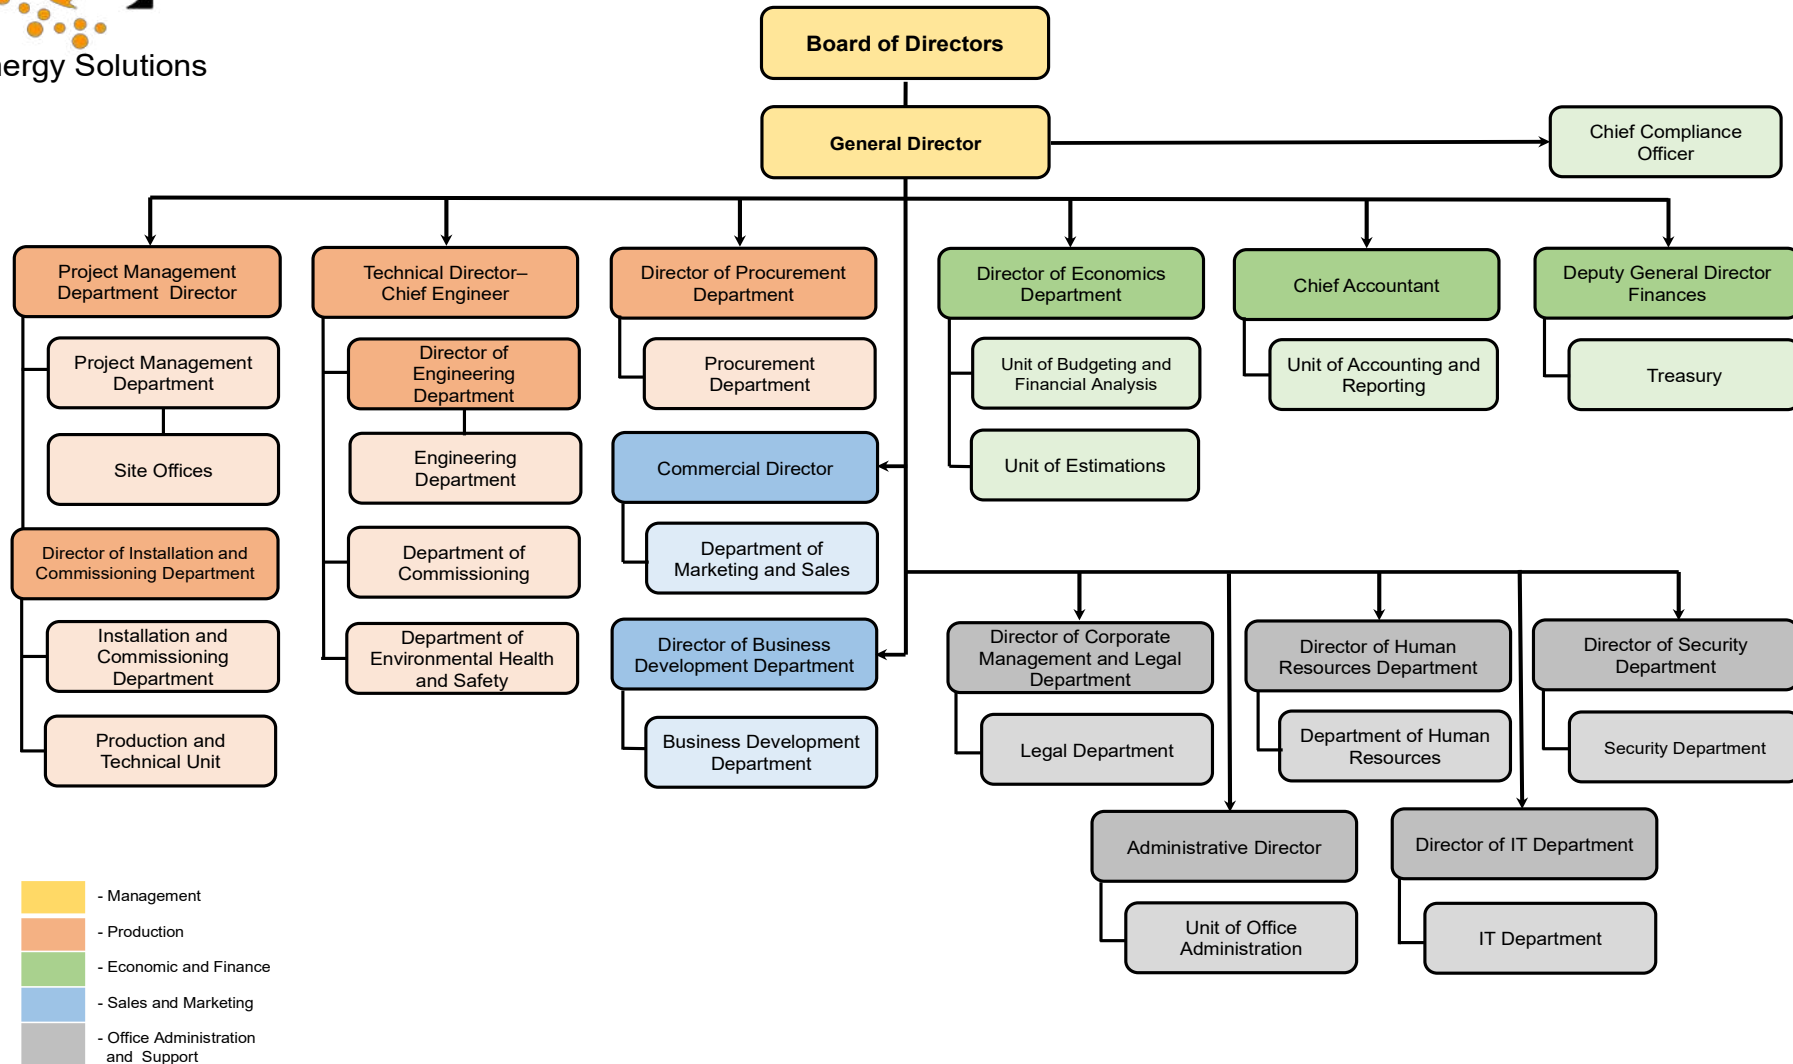 Energy Solutions
Board of Directors
General Director
Chief Compliance
Officer
Project Management
Department Director
Technical Director–
Chief Engineer
Director of Procurement
Department
Director of Economics
Department
Chief Accountant
Deputy General Director
Finances
Project Management
Department
Director of
Engineering
Department
Procurement
Department
Unit of Budgeting and
Financial Analysis
Unit of Accounting and
Reporting
Treasury
Site Offices
Engineering
Department
Commercial Director
Unit of Estimations
Director of Installation and
Commissioning Department
Department of
Commissioning
Department of
Marketing and Sales
Installation and
Commissioning
Department
Department of
Environmental Health
and Safety
Director of Business
Development Department
Director of Corporate
Management and Legal
Department
Director of Human
Resources Department
Director of Security
Department
Production and
Technical Unit
Business Development
Department
Legal Department
Department of Human
Resources
Security Department
Administrative Director
Director of IT Department
Unit of Office
Administration
IT Department
- Management
- Production
- Economic and Finance
- Sales and Marketing
- Office Administration
and Support